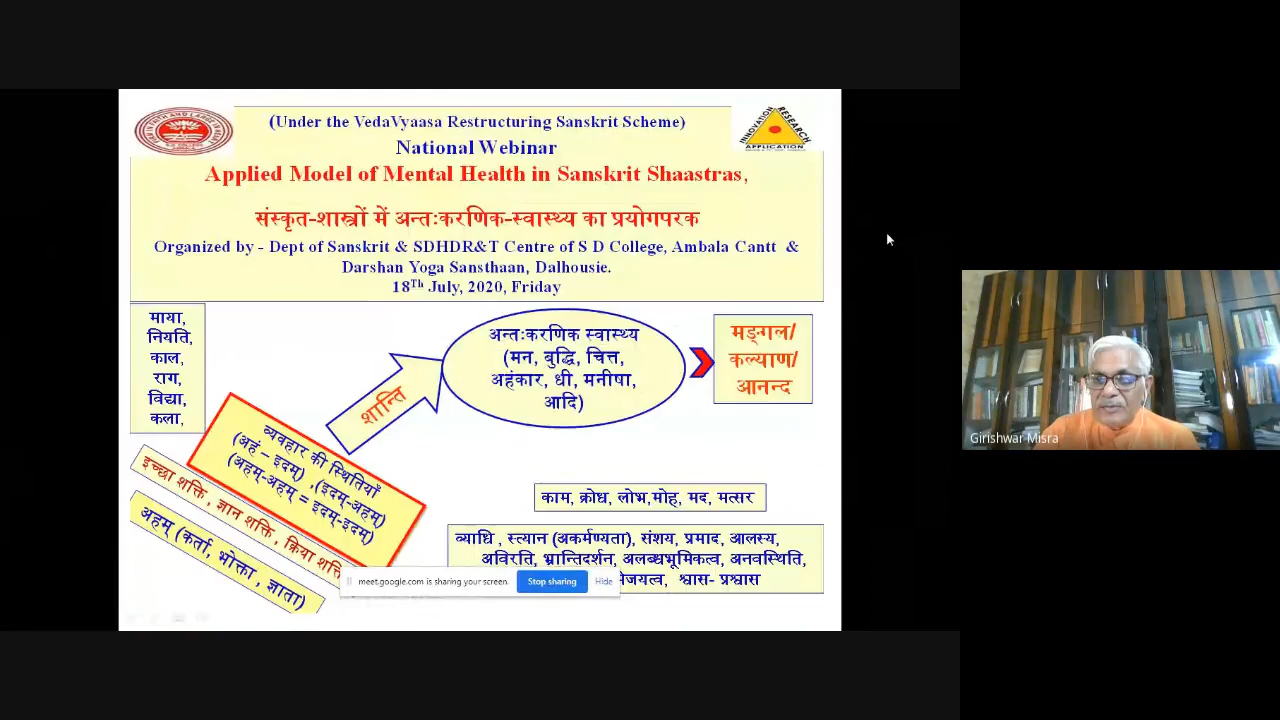 (Under the VedaVyaasa Restructuring Sanskrit Scheme)
National Webinar
Applied Model of Mental Health in Sanskrit Shaastras,
संस्कृत-शास्त्रों में अन्तःकरणिक-स्वास्थ्य का प्रयोगपरक
Organized by - Dept of Sanskrit & SDHDR&T Centre of S D College, Ambala Cantt &
Darshan Yoga Sansthaan, Dalhousie.
18Th July, 2020, Friday
INNOVATION
RESEARCH
APPLICATION
माया,
नियति,
काल,
राग,
विद्या,
कला,
व्यवहार की स्थितियाँ
(अहं – इदम्) ,(इदम्-अहम्)
(अहम्-अहम् = इदम्-इदम्)
इच्छा शक्ति , ज्ञान शक्ति , क्रिया
अहम् (कर्ता, भोक्ता , ज्ञाता)
शान्ति
अन्तःकरणिक स्वास्थ्य
(मन, बुद्धि, चित्त,
अहंकार, धी, मनीषा,
आदि)
मङ्गल/
कल्याण/
आनन्द
काम, क्रोध, लोभ,मोह, मद, मत्सर
व्याधि , स्त्यान (अकर्मण्यता), संशय, प्रमाद, आलस्य,
अविरति, भ्रान्तिदर्शन, अलब्धभूमिकत्व, अनवस्थिति,
श्वास- प्रश्वास
meet.google.com is sharing your screen.
Stop sharing
Hide
Girishwar Misra